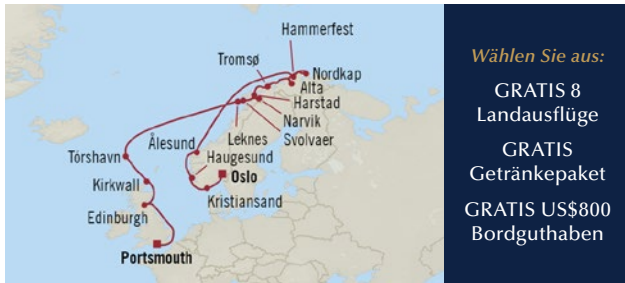 Hammerfest
Tromsø
Nordkap
Alta
Harstad
Narvik
Svolvaer
Leknes
Ålesund
Haugesund
Tórshavn
Oslo
Kirkwall
Kristiansand
Edinburgh
Portsmouth
Wählen Sie aus:
GRATIS 8
Landausflüge
GRATIS
Getränkepaket
GRATIS US$800
Bordguthaben